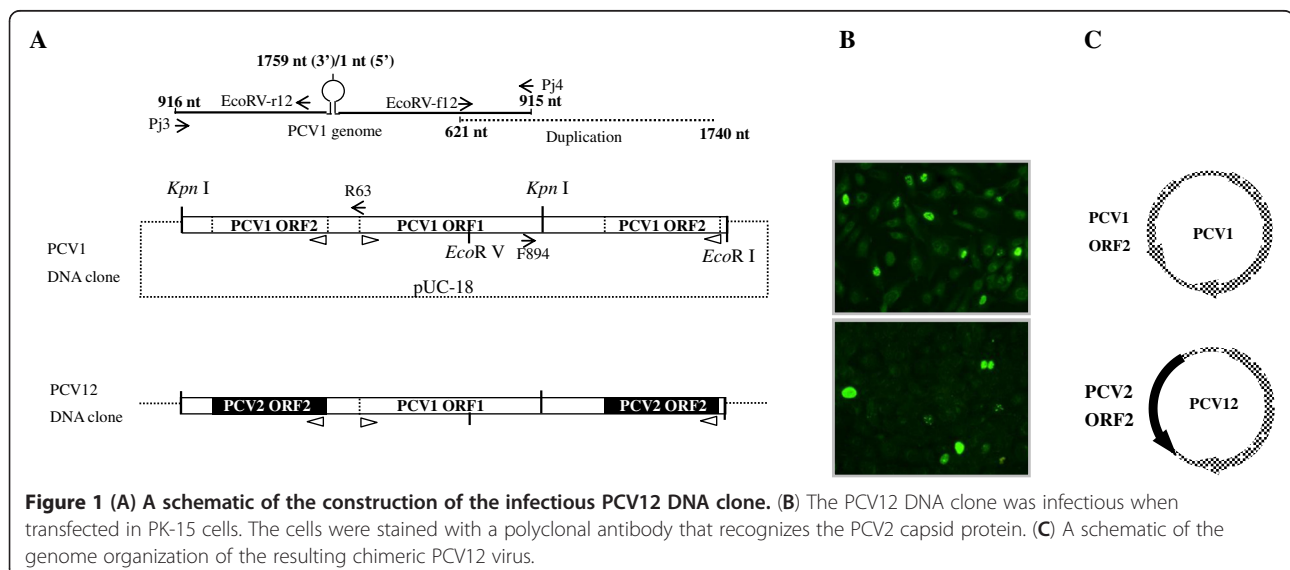 A
B
C
1759 nt (3’)/1 nt (5’)
Pj4
916 nt
EcoRV-r12
EcoRV-f12
915 nt
Pj3
PCV1 genome
621 nt
Duplication
1740 nt
Kpn I
R63
Kpn I
PCV1 ORF2
PCV1 ORF1
PCV1 ORF2
PCV1
DNA clone
EcoR V
F894
EcoR I
pUC-18
PCV1
ORF2
PCV1
PCV12
DNA clone
PCV2 ORF2
PCV1 ORF1
PCV2 ORF2
PCV2
ORF2
PCV12
Figure 1 (A) A schematic of the construction of the infectious PCV12 DNA clone. (B) The PCV12 DNA clone was infectious when
transfected in PK-15 cells. The cells were stained with a polyclonal antibody that recognizes the PCV2 capsid protein. (C) A schematic of the
genome organization of the resulting chimeric PCV12 virus.